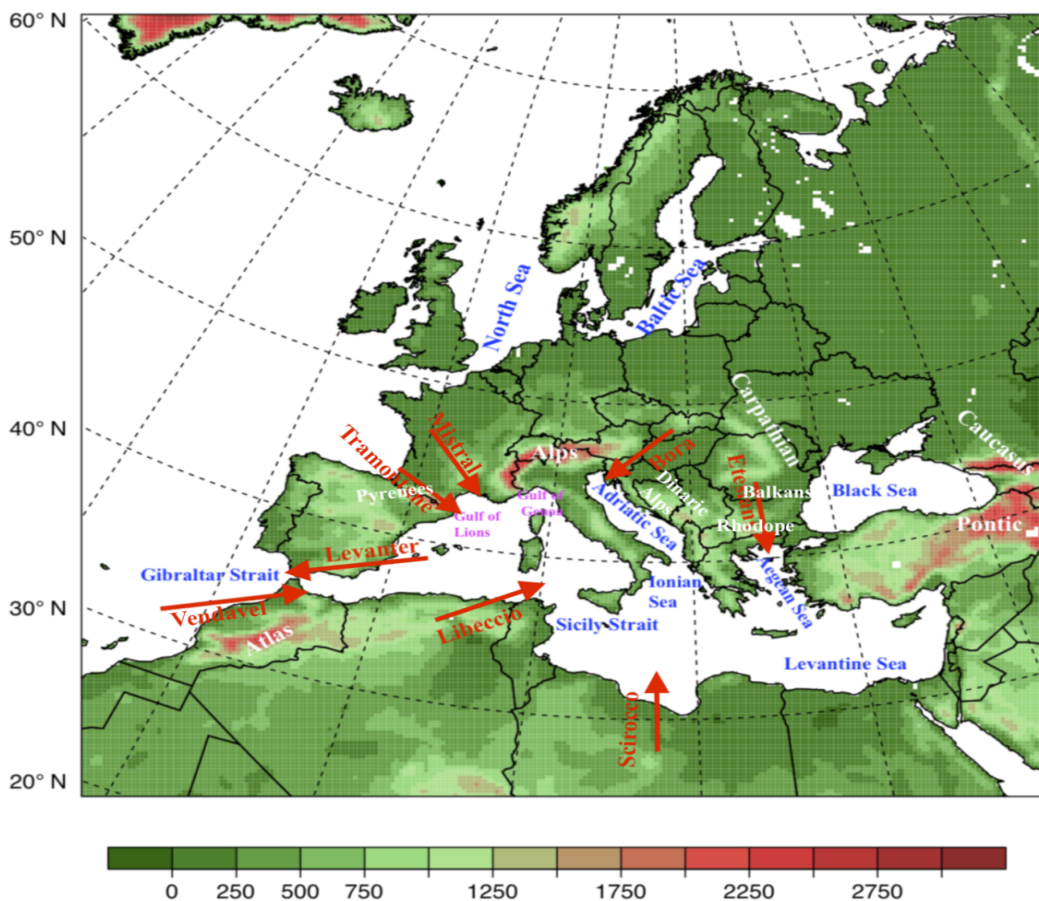 60° N
50° N
North Sea
Baltic Sea
40° N
Carpathian
Caucasus
Mistral
Tramontane
Alps
Bora
Pyrenees
Etesian
Dinaric
Alps
Balkans
Black Sea
Gulf of
Genoa
Adriatic Sea
Gulf of
Lions
Rhodope
Pontic
Levanter
Gibraltar Strait
Ionian
Sea
Aegean Sea
30° N
Vendavel
Libeccio
Sicily Strait
Atlas
Levantine Sea
Scirocco
20° N
0 250 500 750 1250 1750 2250 2750